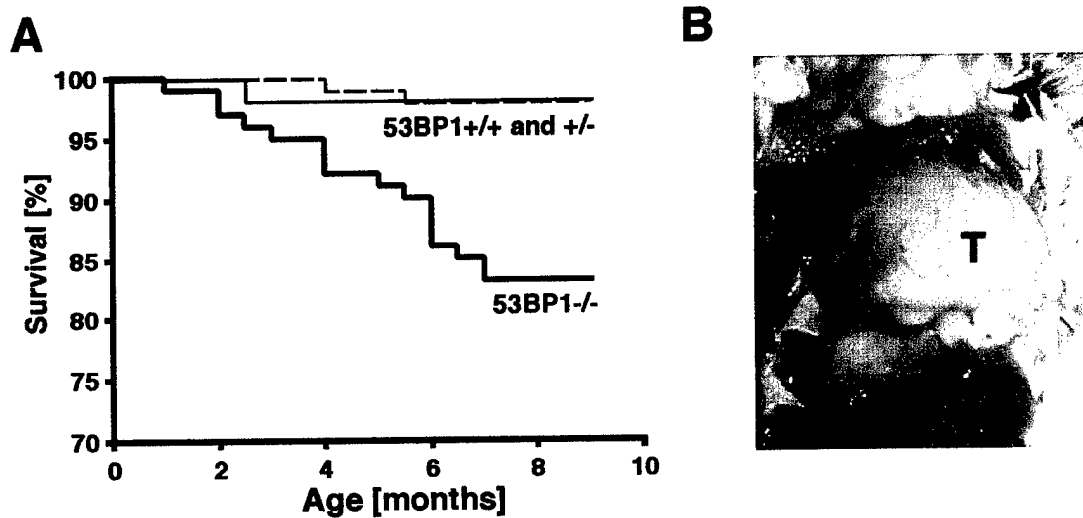 A
B
100
95
90
85
80
75
70
Survival [%]
53BP1+/+ and +/-
53BP1-/-
0 2 4 6 8 10
Age [months]
T